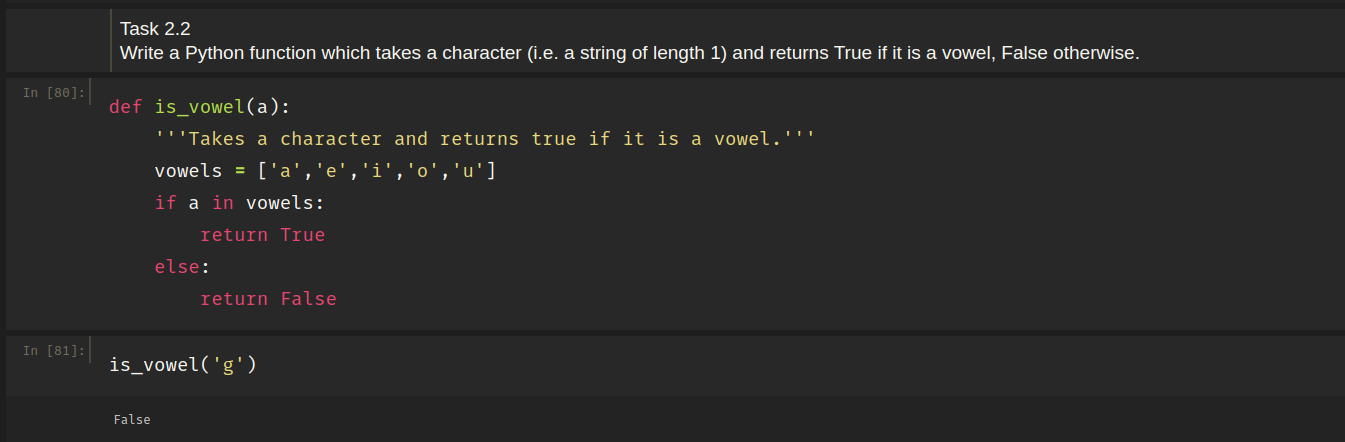 Task 2.2
Write a Python function which takes a character (i.e. a string of length 1) and returns True if it is a vowel, False otherwise.
In [80]:
def is_vowel(a):
    '''Takes a character and returns true if it is a vowel.'''
    vowels = ['a','e','i','o','u']
    if a in vowels:
        return True
    else:
        return False
In [81]:
is_vowel('g')
False